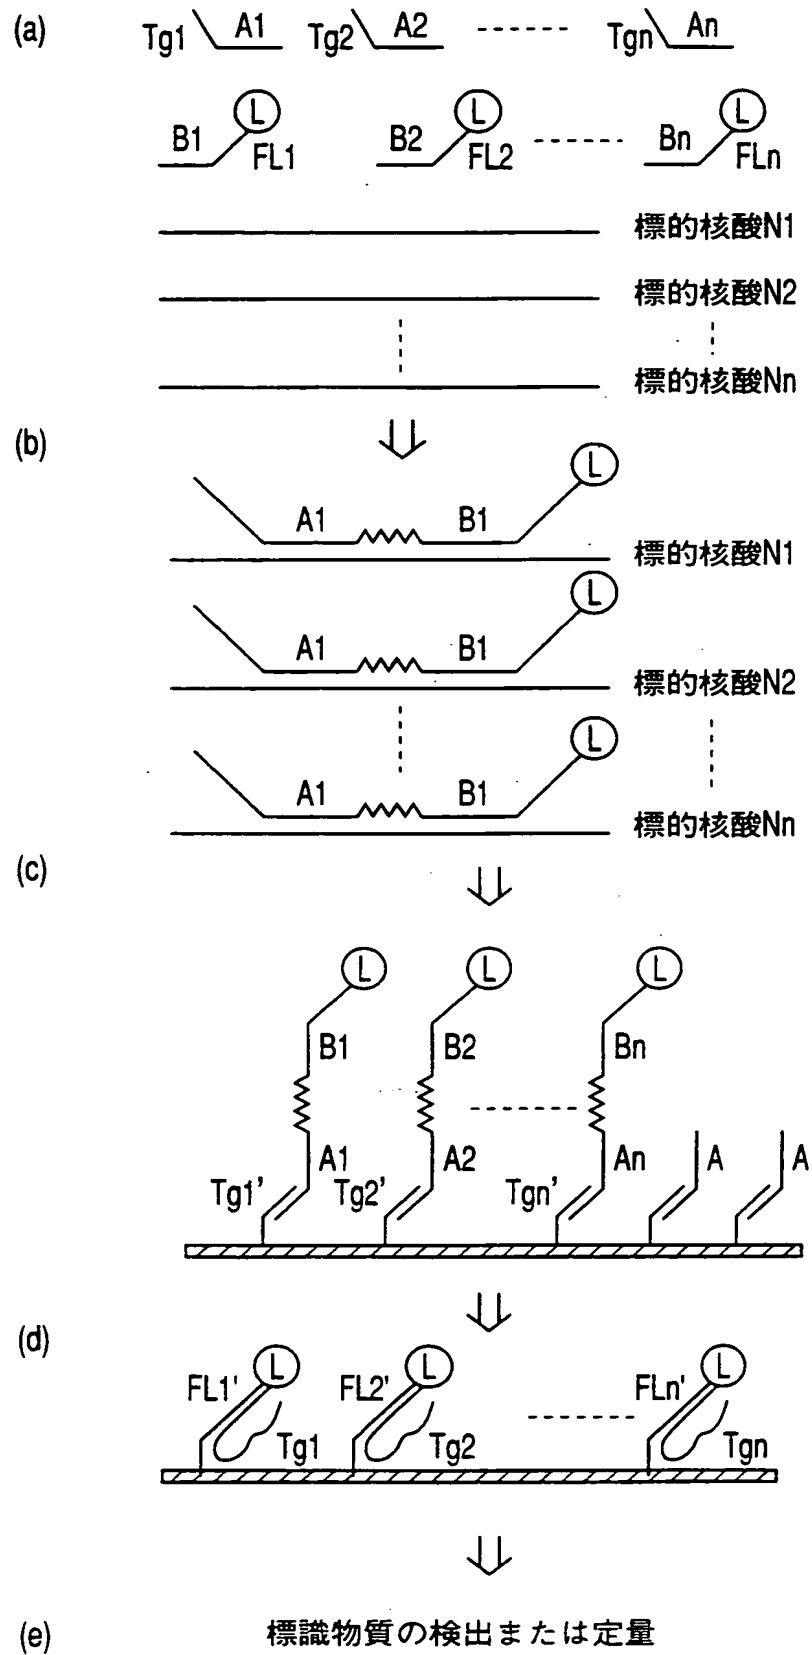 (a) Tg1 A1 Tg2 A2 Tgn An
B1 L FL1 B2 L FL2 Bn L FLn
標的核酸N1
標的核酸N2
標的核酸Nn
(b)
L
A1 B1
標的核酸N1
L
A1 B1
標的核酸N2
L
A1 B1
標的核酸Nn
(c)
L L L
B1 B2 Bn
A1 A2 An A A
Tg1' Tg2' Tgn'
(d)
FL1' L FL2' L FLn' L
Tg1 Tg2 Tgn
(e) 標識物質の検出または定量